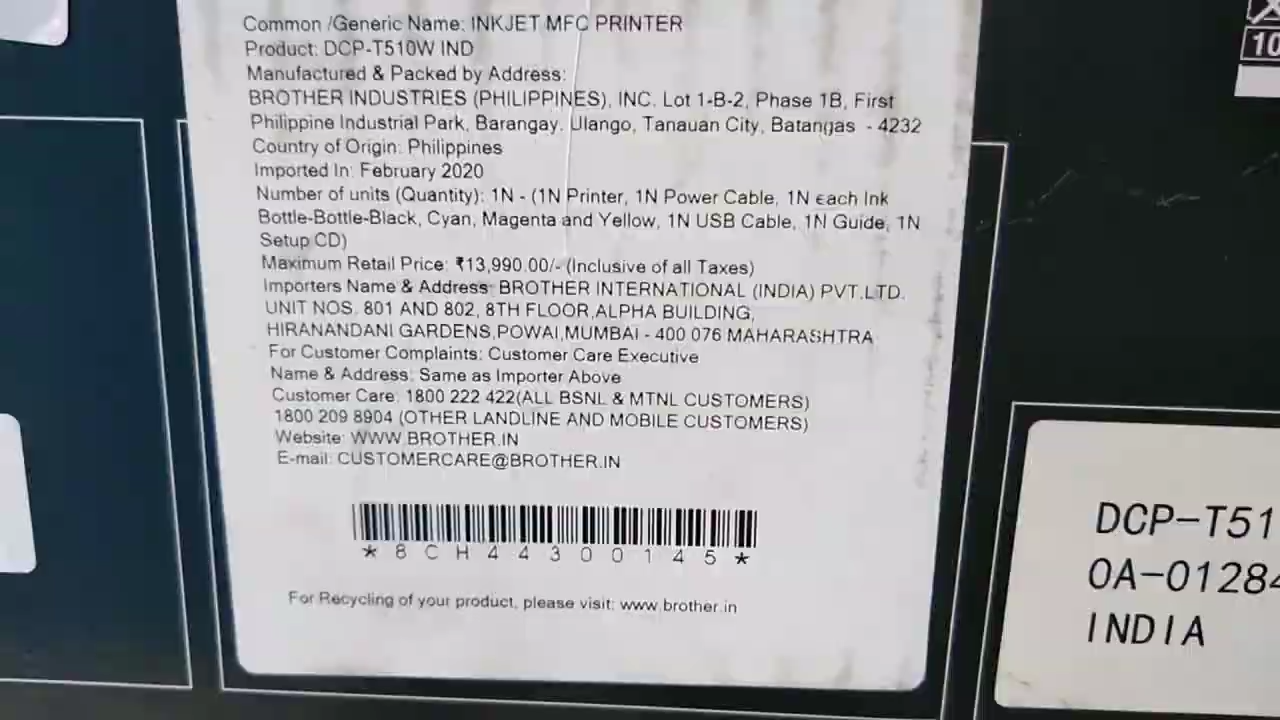 Common /Generic Name: INKJET MFC PRINTER
Product: DCP-T510W IND
Manufactured & Packed by Address:
BROTHER INDUSTRIES (PHILIPPINES), INC. Lot 1-B-2, Phase 1B, First
Philippine Industrial Park, Barangay. Ulango, Tanauan City, Batangas - 4232
Country of Origin: Philippines
Imported In: February 2020
Number of units (Quantity): 1N - (1N Printer, 1N Power Cable, 1N each Ink
Bottle-Bottle-Black, Cyan, Magenta and Yellow, 1N USB Cable, 1N Guide, 1N
Setup CD)
Maximum Retail Price: ₹13,990.00/- (Inclusive of all Taxes)
Importers Name & Address: BROTHER INTERNATIONAL (INDIA) PVT.LTD.
UNIT NOS. 801 AND 802, 8TH FLOOR,ALPHA BUILDING,
HIRANANDANI GARDENS,POWAI,MUMBAI - 400 076 MAHARASHTRA
For Customer Complaints: Customer Care Executive
Name & Address: Same as Importer Above
Customer Care: 1800 222 422(ALL BSNL & MTNL CUSTOMERS)
1800 209 8904 (OTHER LANDLINE AND MOBILE CUSTOMERS)
Website: WWW.BROTHER.IN
E-mail: CUSTOMERCARE@BROTHER.IN
*8CH44300145*
For Recycling of your product, please visit: www.brother.in
10
DCP-T51
OA-01284
INDIA